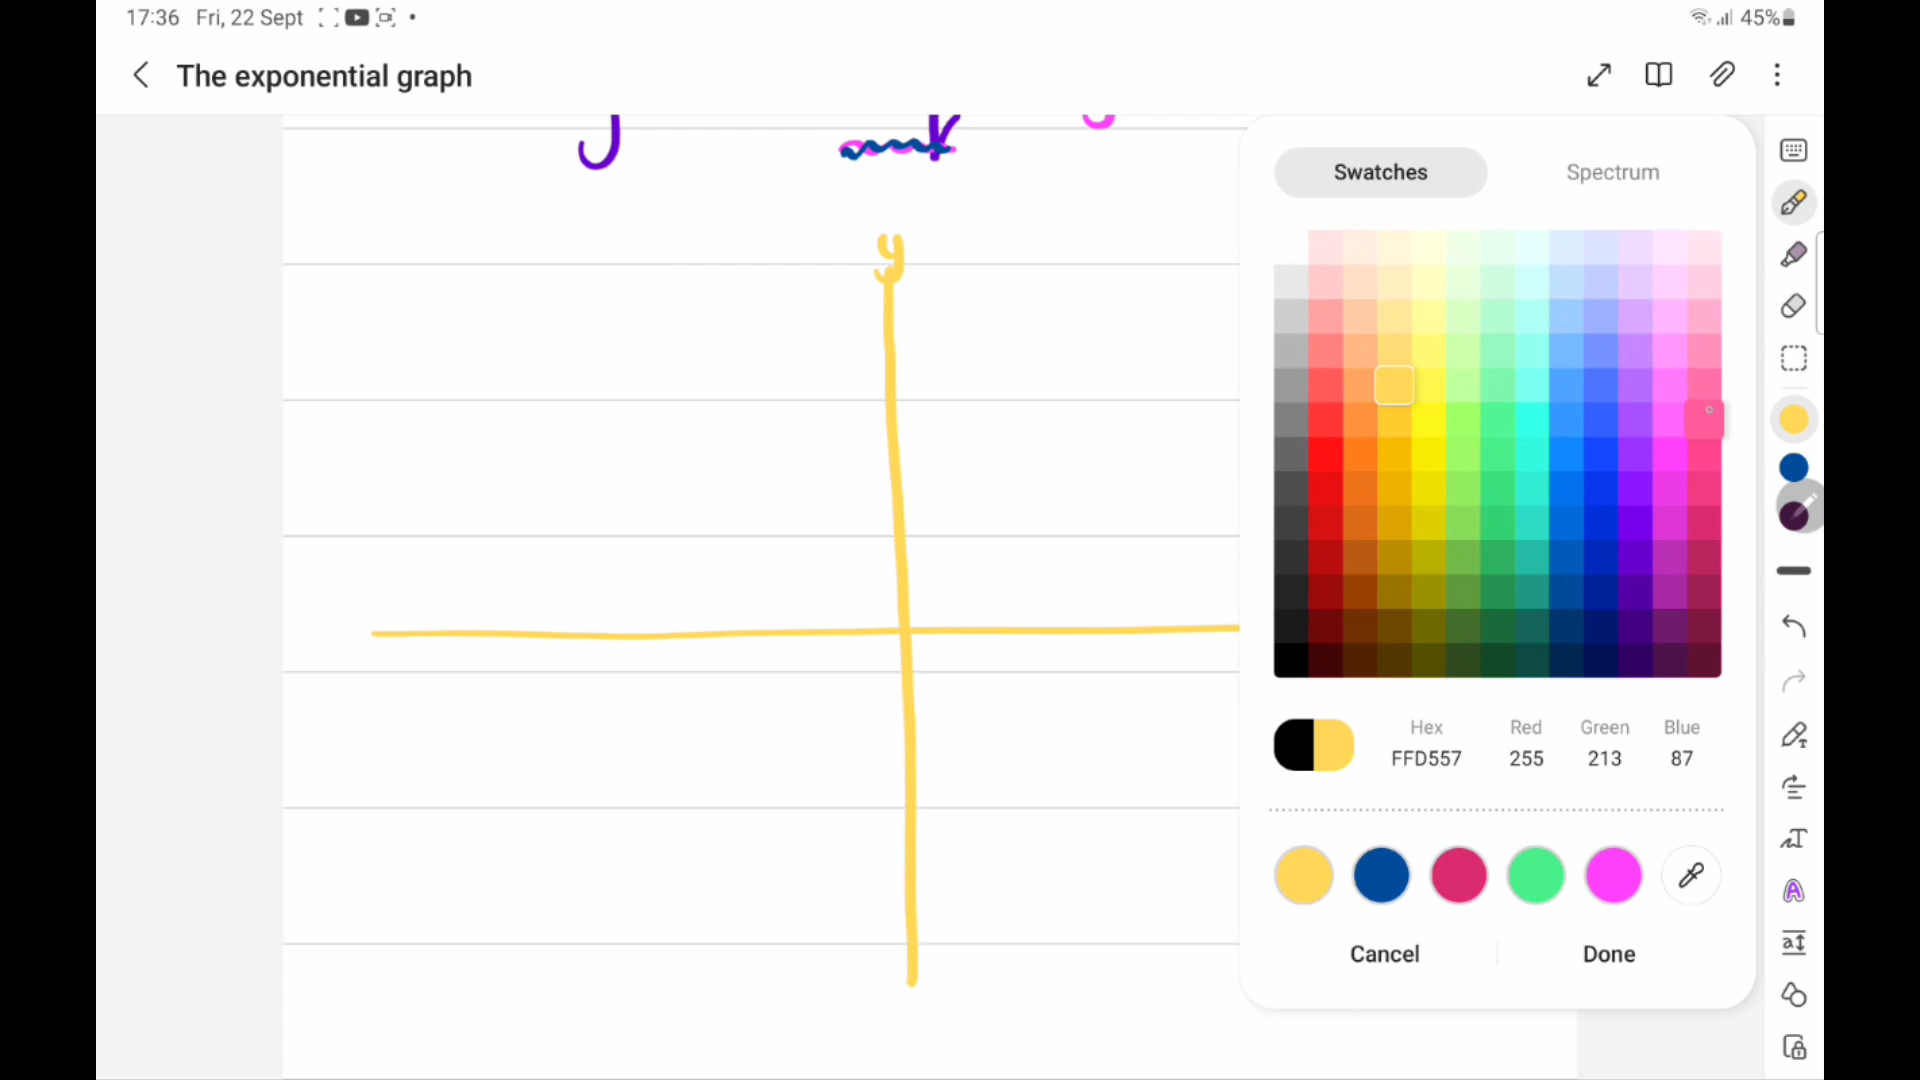 17:36 Fri, 22 Sept 45%
The exponential graph
Swatches Spectrum
y
Hex Red Green Blue
FFD557 255 213 87
Cancel Done